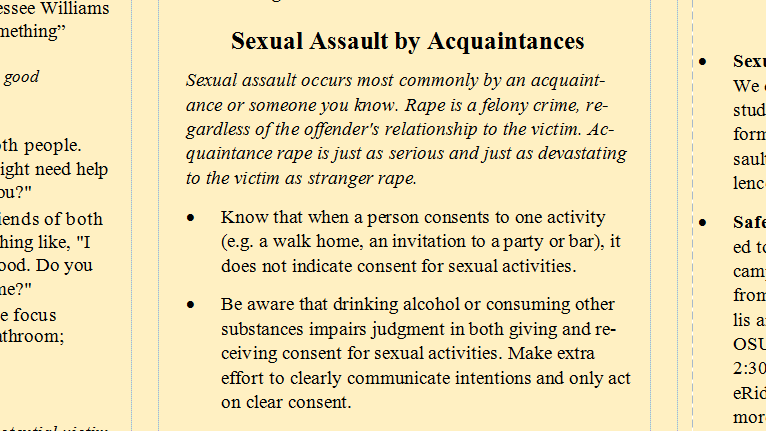 essee Williams
mething”
good
oth people.
ight need help
ou?"
iends of both
hing like, "I
ood. Do you
me?"
e focus
athroom;
otential victim
Sexual Assault by Acquaintances
Sexual assault occurs most commonly by an acquaint-
ance or someone you know. Rape is a felony crime, re-
gardless of the offender's relationship to the victim. Ac-
quaintance rape is just as serious and just as devastating
to the victim as stranger rape.
• Know that when a person consents to one activity
(e.g. a walk home, an invitation to a party or bar), it
does not indicate consent for sexual activities.
• Be aware that drinking alcohol or consuming other
substances impairs judgment in both giving and re-
ceiving consent for sexual activities. Make extra
effort to clearly communicate intentions and only act
on clear consent.
• Sexu
We
stud
form
saul
lenc
• Safe
ed to
cam
from
lis a
OSU
2:30
eRid
mor